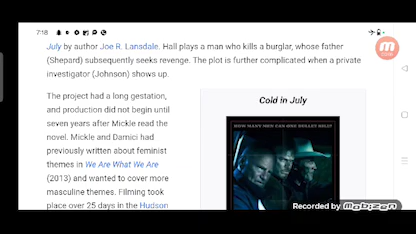 7:18
July by author Joe R. Lansdale. Hall plays a man who kills a burglar, whose father
(Shepard) subsequently seeks revenge. The plot is further complicated when a private
investigator (Johnson) shows up.
The project had a long gestation,
and production did not begin until
seven years after Mickle read the
novel. Mickle and Damici had
previously written about feminist
themes in We Are What We Are
(2013) and wanted to cover more
masculine themes. Filming took
place over 25 days in the Hudson
Cold in July
HOW MANY MEN CAN ONE BULLET KILL?
Recorded by Mobizen